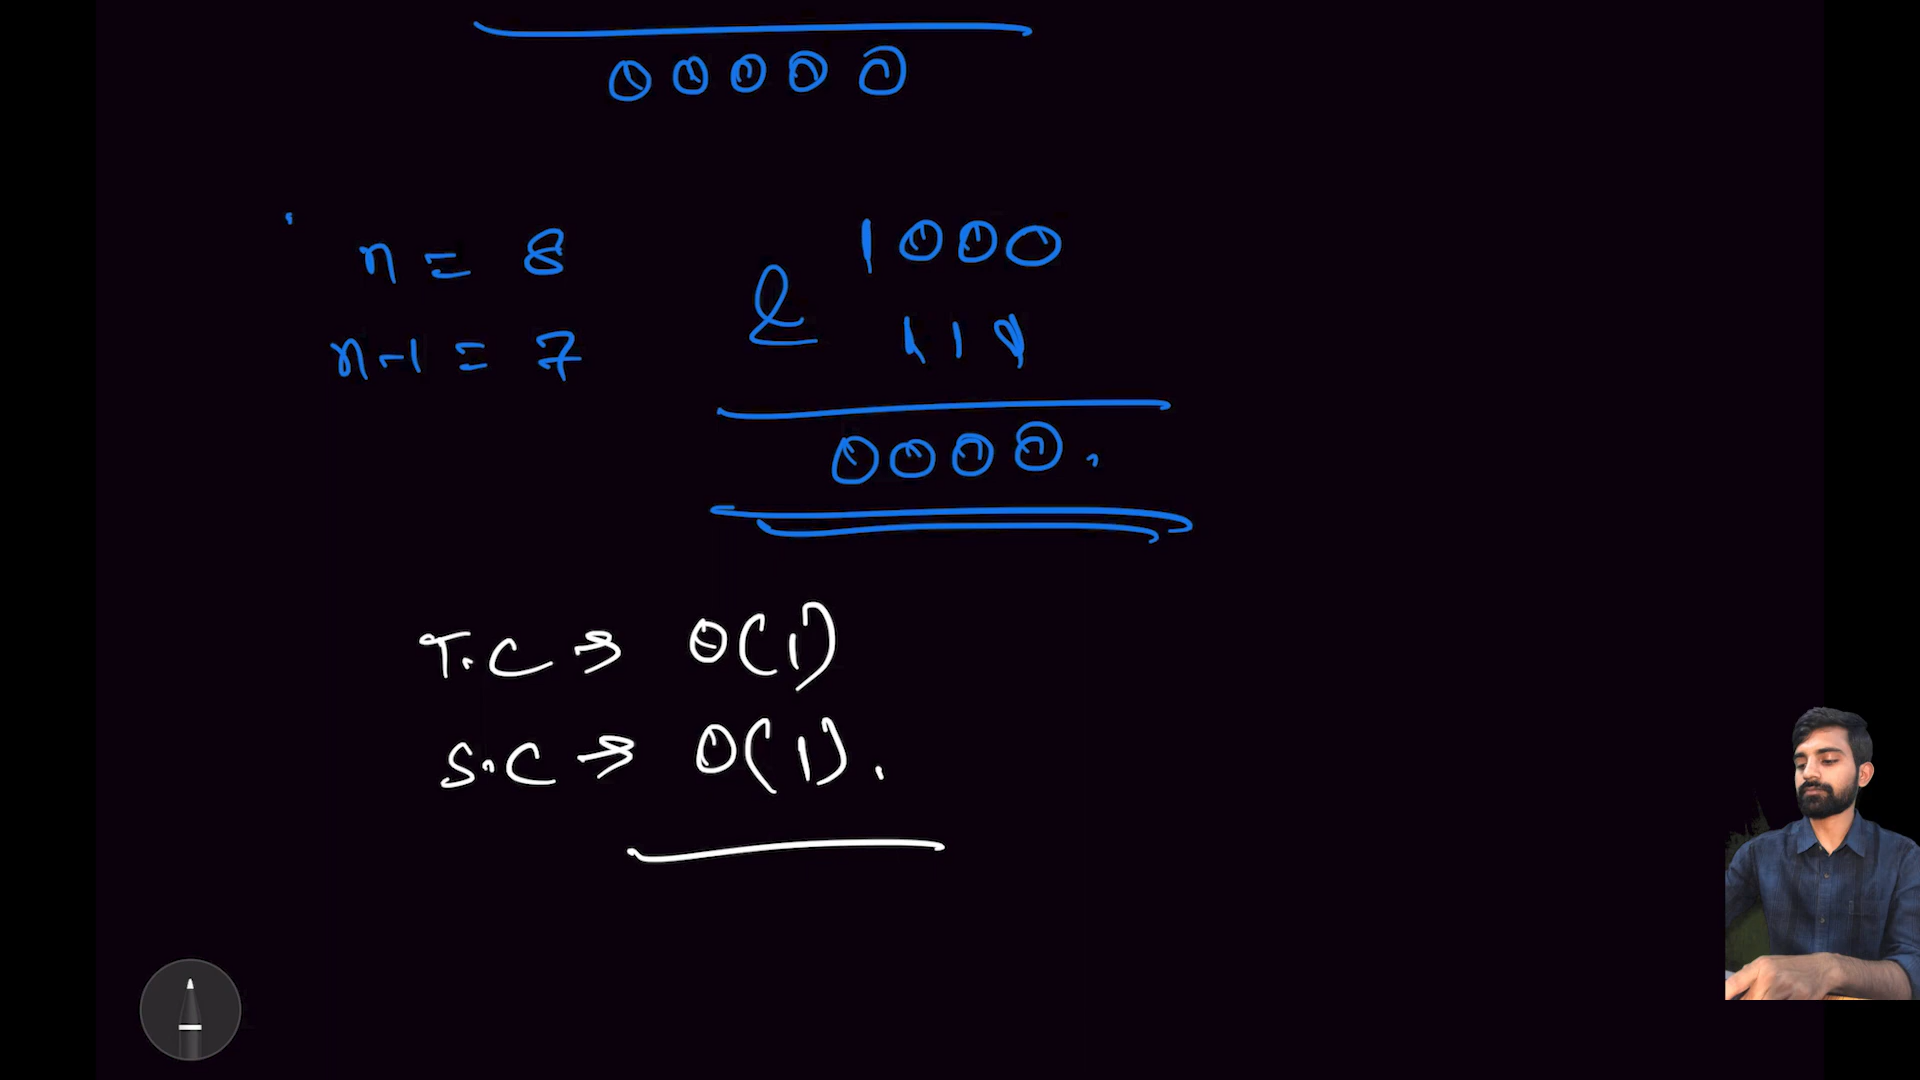 00000
n = 8 1000
&
n-1 = 7 111
0000.
T.C → O(1)
S.C → O(1).